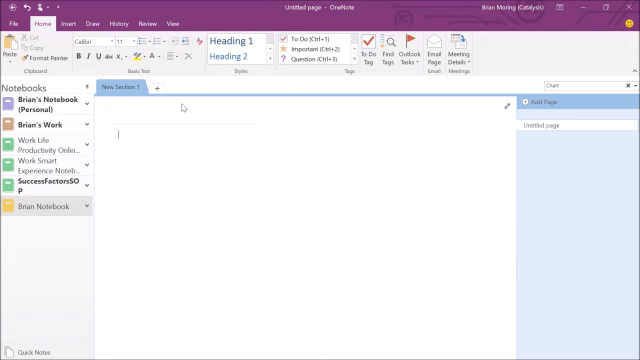 Untitled page - OneNote
Brian Moring (Catalysis)
File
Home
Insert
Draw
History
Review
View
Paste
Cut
Copy
Format Painter
Clipboard
Calibri
11
B I U abc
Basic Text
Heading 1
Heading 2
Styles
To Do (Ctrl+1)
Important (Ctrl+2)
Question (Ctrl+3)
Tags
To Do
Tag
Find
Tags
Outlook
Tasks
Email
Page
Email
Meeting
Details
Meetings
Notebooks
New Section 1
Chart
Brian's Notebook
(Personal)
Brian's Work
Work Life
Productivity Onlin...
Work Smart
Experience Noteb...
SuccessFactorsSO
P
Brian Notebook
Quick Notes
Add Page
Untitled page